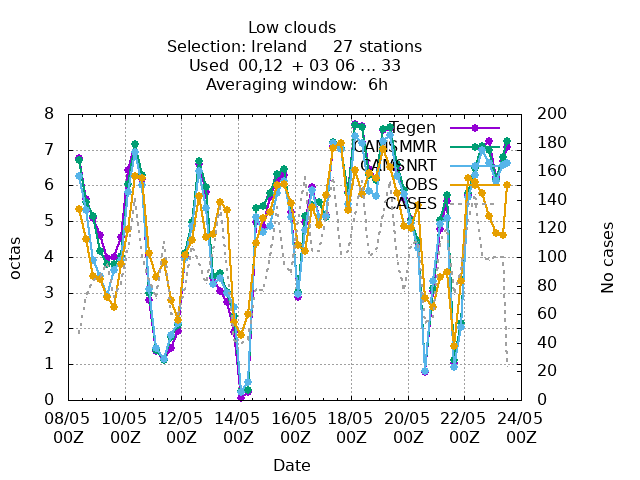 Low clouds
Selection: Ireland 27 stations
Used 00,12 + 03 06 ... 33
Averaging window: 6h
8
7
6
5
4
3
2
1
0
octas
200
180
160
140
120
100
80
60
40
20
0
No cases
Tegen
CAMSMMR
CAMSNRT
OBS
CASES
08/05 10/05 12/05 14/05 16/05 18/05 20/05 22/05 24/05
00Z 00Z 00Z 00Z 00Z 00Z 00Z 00Z 00Z
Date